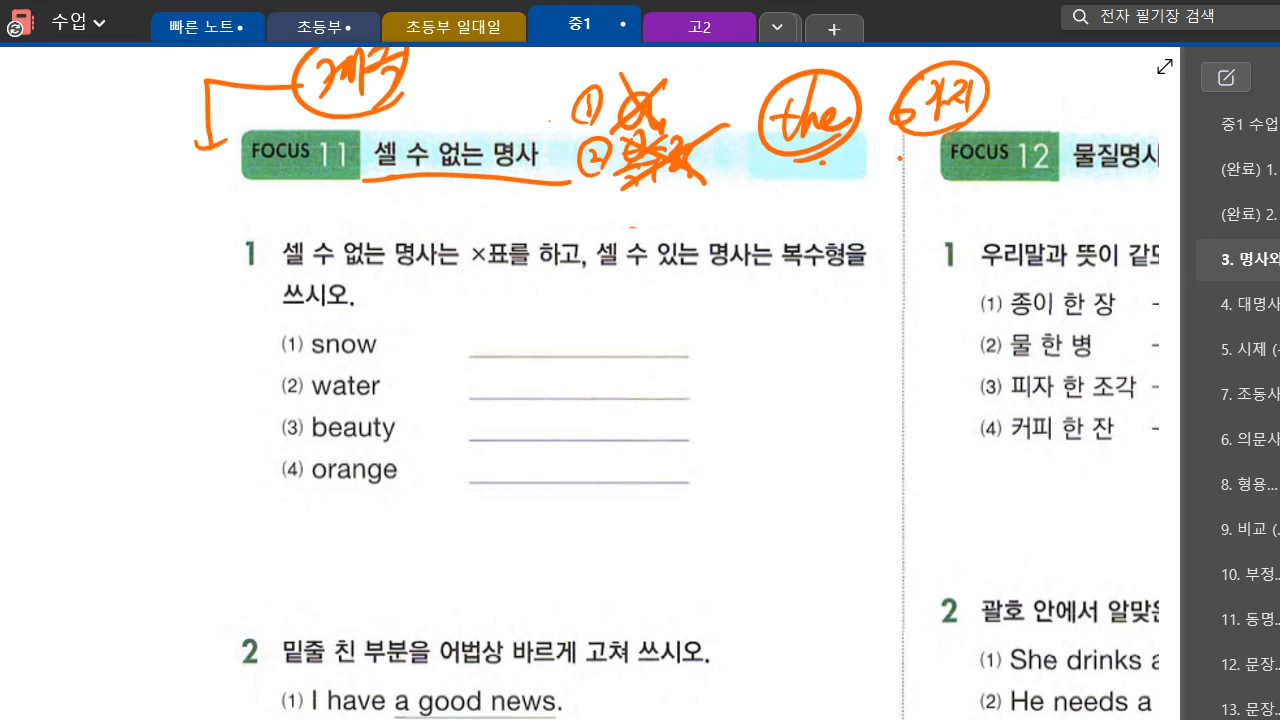 수업
빠른 노트
초등부
초등부 일대일
중1
고2
전자 필기장 검색
①
the
6가지
FOCUS 11 셀 수 없는 명사
②
FOCUS 12 물질명사
1 셀 수 없는 명사는 ×표를 하고, 셀 수 있는 명사는 복수형을
쓰시오.
(1) snow
(2) water
(3) beauty
(4) orange
2 밑줄 친 부분을 어법상 바르게 고쳐 쓰시오.
(1) I have a good news.
1 우리말과 뜻이 같도
(1) 종이 한 장
(2) 물 한 병
(3) 피자 한 조각
(4) 커피 한 잔
2 괄호 안에서 알맞은
(1) She drinks a
(2) He needs a
중1 수업
(완료) 1.
(완료) 2.
3. 명사와
4. 대명사
5. 시제 (
7. 조동사
6. 의문사
8. 형용...
9. 비교 (.
10. 부정..
11. 동명..
12. 문장..
13. 문장..